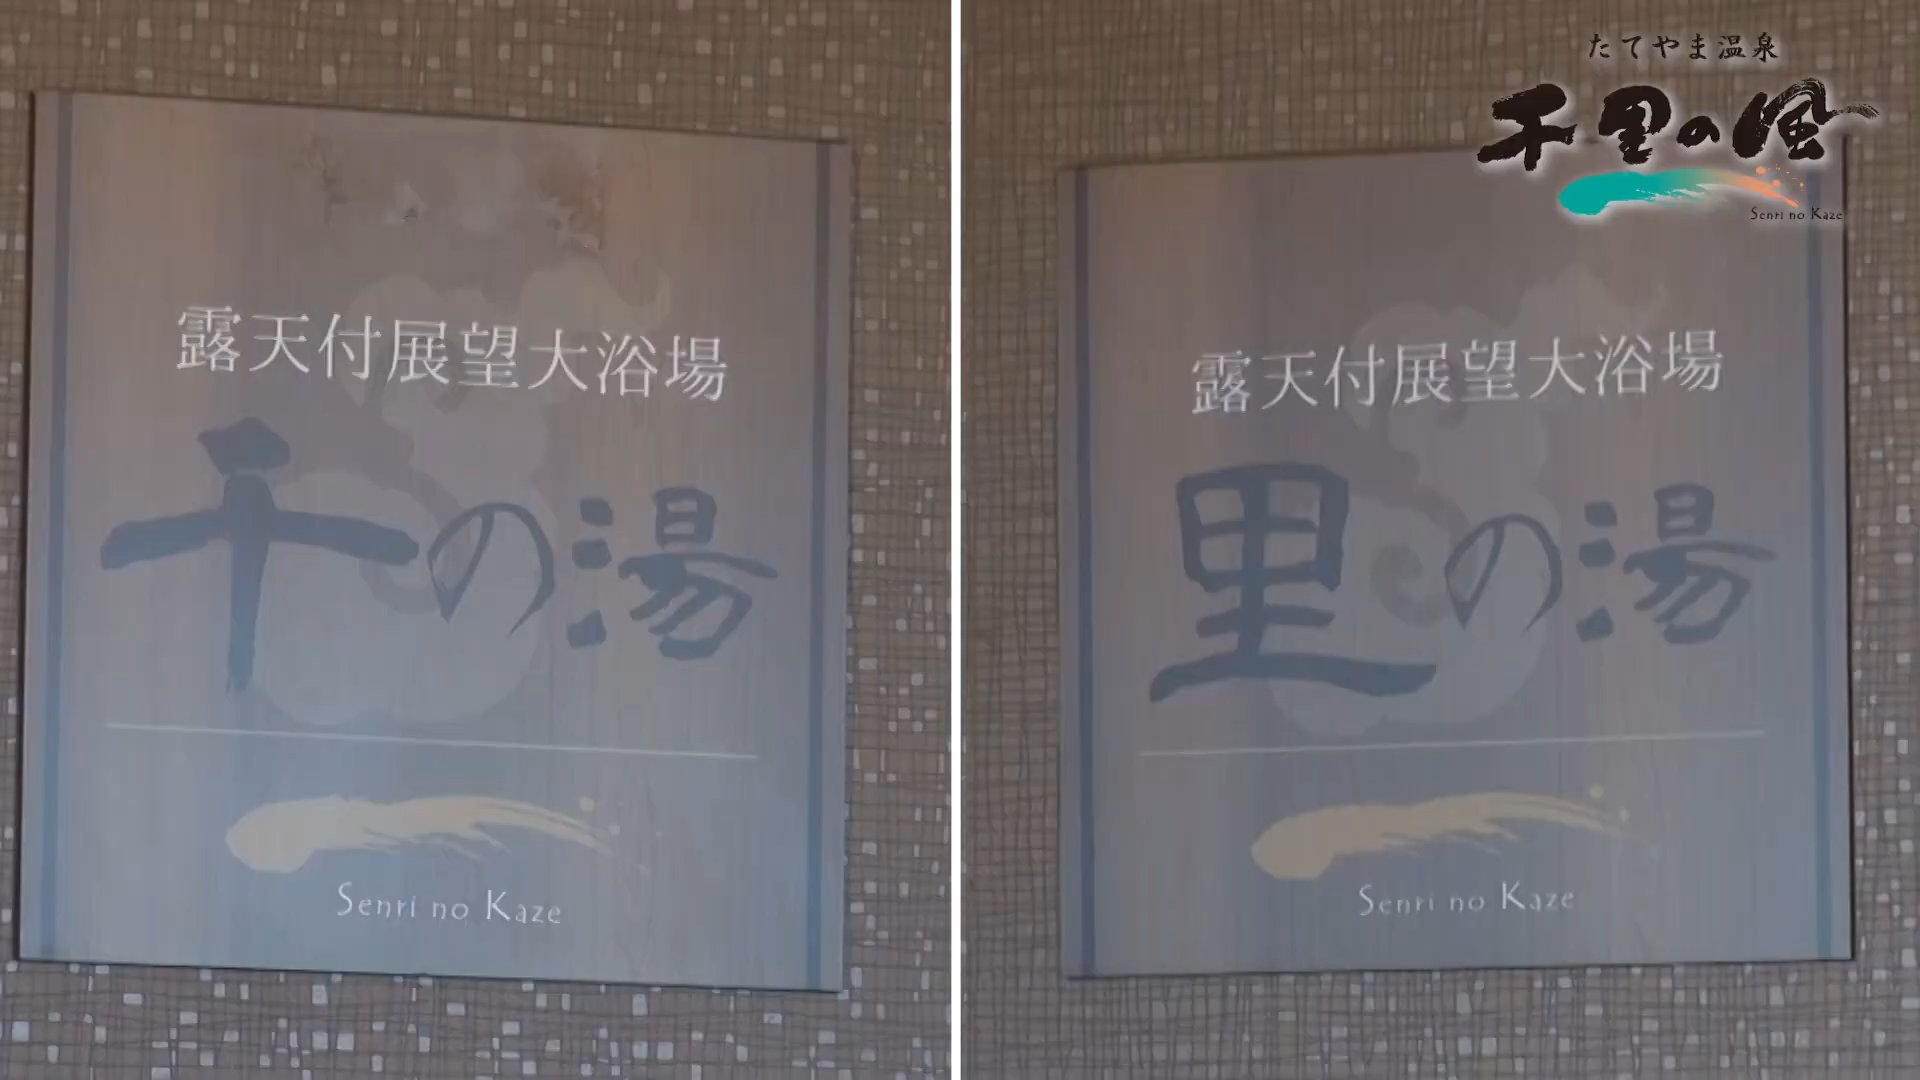 露天付展望大浴場
千の湯
Senri no Kaze
露天付展望大浴場
里の湯
Senri no Kaze
たてやま温泉
千里の風
Senri no Kaze